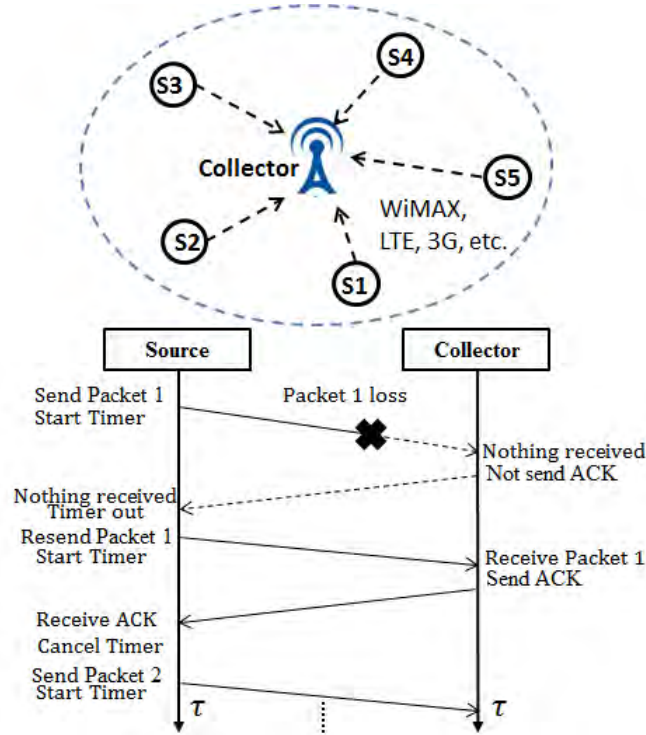 S4
S3
Collector
S5
WiMAX,
LTE, 3G, etc.
S2
S1
Source
Collector
Send Packet 1
Start Timer
Packet 1 loss
Nothing received
Not send ACK
Nothing received
Timer out
Resend Packet 1
Start Timer
Receive Packet 1
Send ACK
Receive ACK
Cancel Timer
Send Packet 2
Start Timer
τ
τ